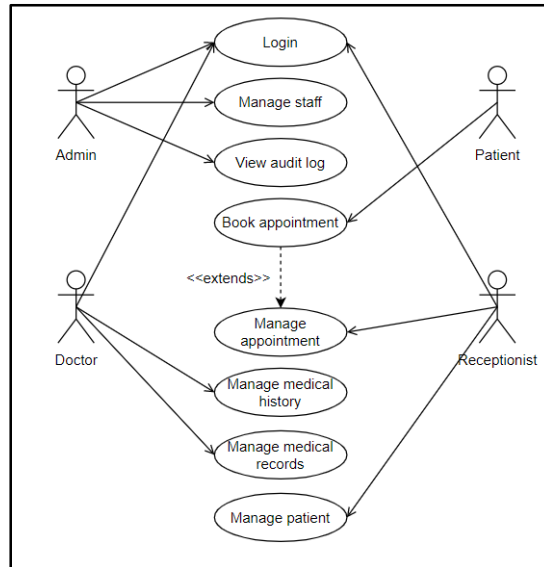 Login
Manage staff
Admin
Patient
View audit log
Book appointment
<<extends>>
Manage
appointment
Doctor
Receptionist
Manage medical
history
Manage medical
records
Manage patient